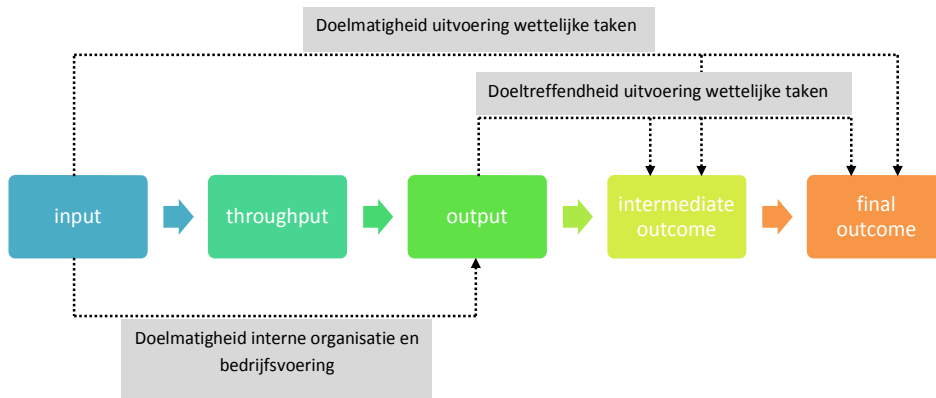 Doelmatigheid uitvoering wettelijke taken
Doeltreffendheid uitvoering wettelijke taken
input
throughput
output
intermediate
outcome
final
outcome
Doelmatigheid interne organisatie en
bedrijfsvoering